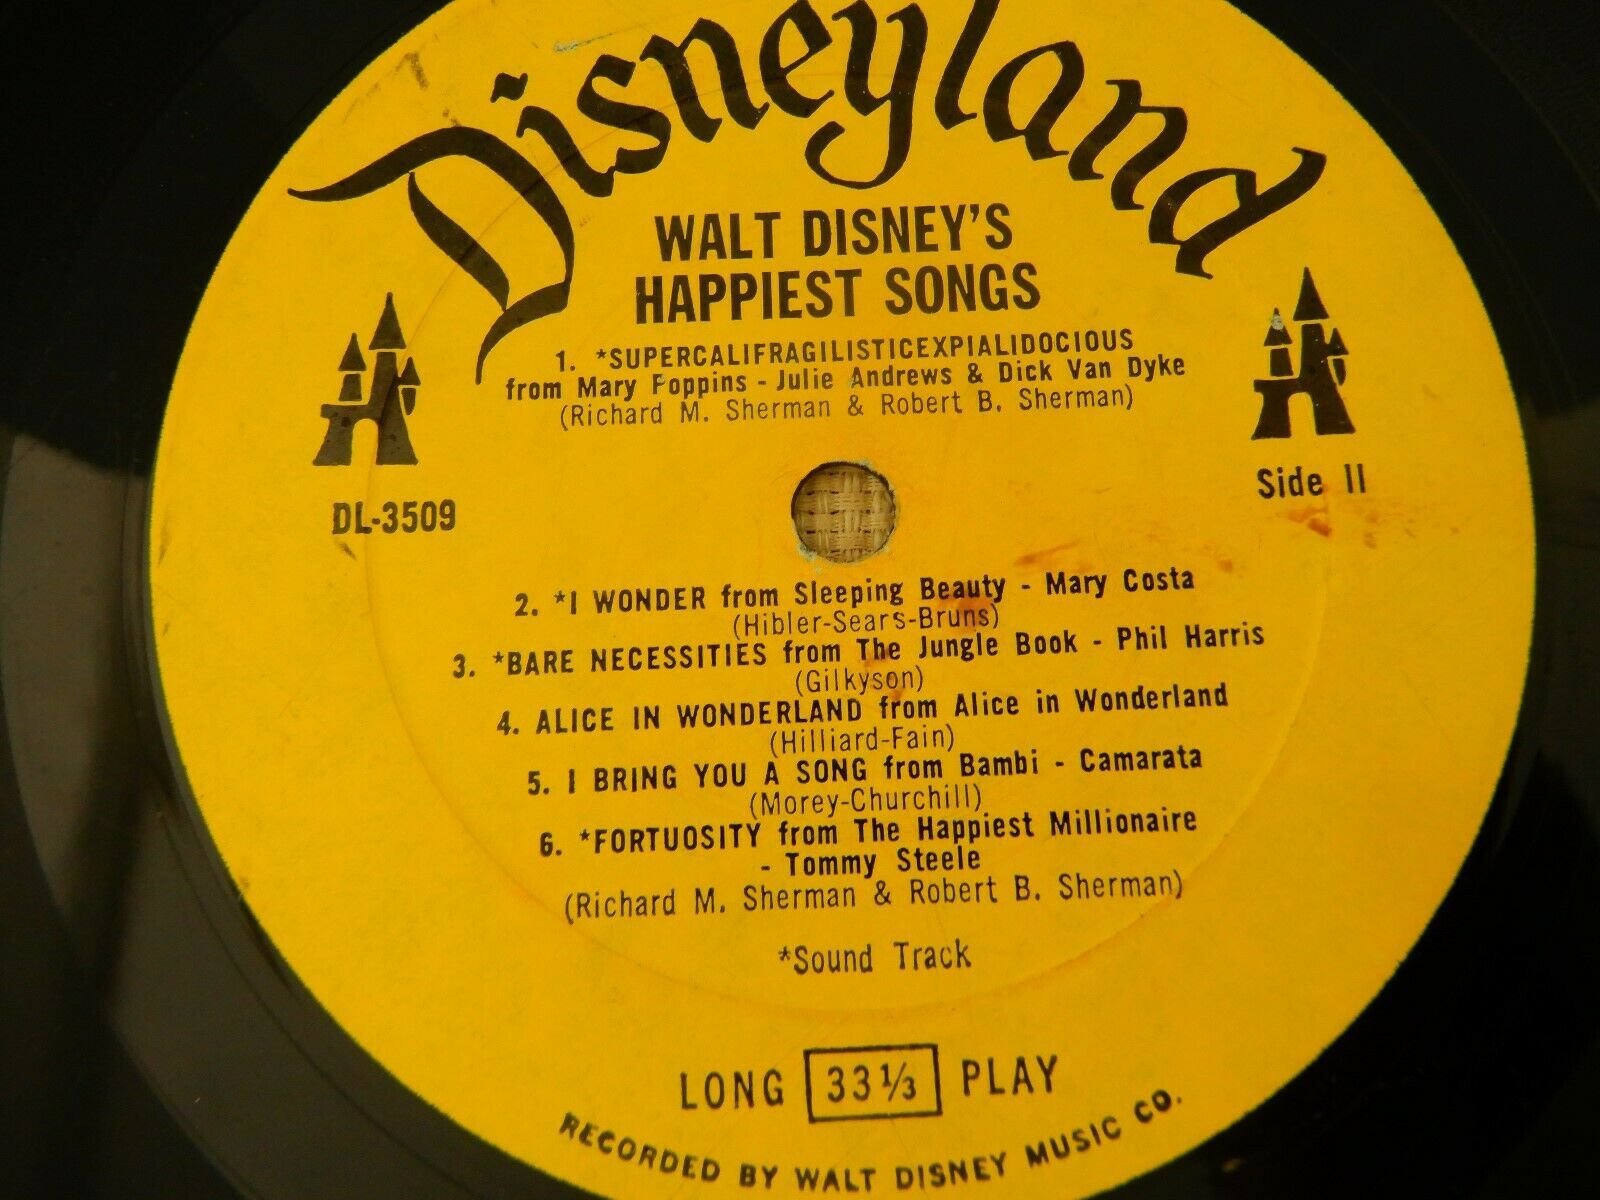 Disneyland
WALT DISNEY'S
HAPPIEST SONGS
1. *SUPERCALIFRAGILISTICEXPIALIDOCIOUS
from Mary Poppins - Julie Andrews & Dick Van Dyke
(Richard M. Sherman & Robert B. Sherman)
DL-3509
Side II
2. *I WONDER from Sleeping Beauty - Mary Costa
(Hibler-Sears-Bruns)
3. *BARE NECESSITIES from The Jungle Book - Phil Harris
(Gilkyson)
4. ALICE IN WONDERLAND from Alice in Wonderland
(Hilliard-Fain)
5. I BRING YOU A SONG from Bambi - Camarata
(Morey-Churchill)
6. *FORTUOSITY from The Happiest Millionaire
- Tommy Steele
(Richard M. Sherman & Robert B. Sherman)
*Sound Track
LONG 33 1/3 PLAY
RECORDED BY WALT DISNEY MUSIC CO.